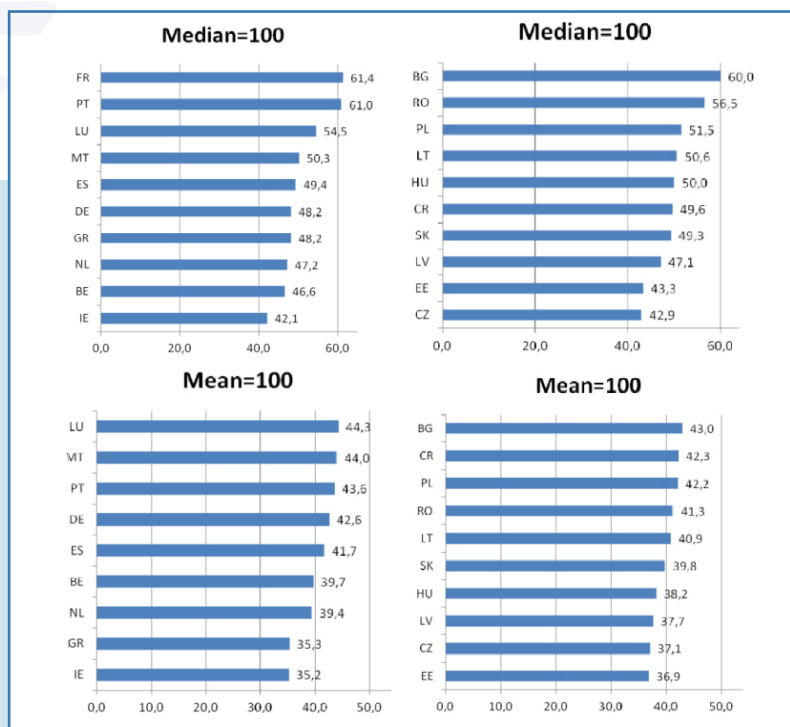 Median=100
FR 61,4
PT 61,0
LU 54,5
MT 50,3
ES 49,4
DE 48,2
GR 48,2
NL 47,2
BE 46,6
IE 42,1
0,0 20,0 40,0 60,0
Median=100
BG 60,0
RO 56,5
PL 51,5
LT 50,6
HU 50,0
CR 49,6
SK 49,3
LV 47,1
EE 43,3
CZ 42,9
0,0 20,0 40,0 60,0
Mean=100
LU 44,3
MT 44,0
PT 43,6
DE 42,6
ES 41,7
BE 39,7
NL 39,4
GR 35,3
IE 35,2
0,0 10,0 20,0 30,0 40,0 50,0
Mean=100
BG 43,0
CR 42,3
PL 42,2
RO 41,3
LT 40,9
SK 39,8
HU 38,2
LV 37,7
CZ 37,1
EE 36,9
0,0 10,0 20,0 30,0 40,0 50,0